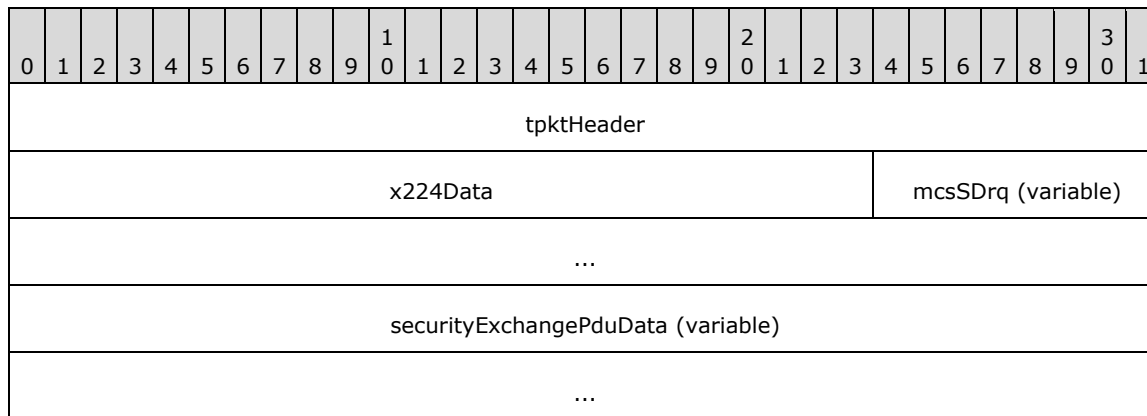 1 2 3
0 1 2 3 4 5 6 7 8 9 0 1 2 3 4 5 6 7 8 9 0 1 2 3 4 5 6 7 8 9 0 1
tpktHeader
x224Data mcsSDrq (variable)
...
securityExchangePduData (variable)
...